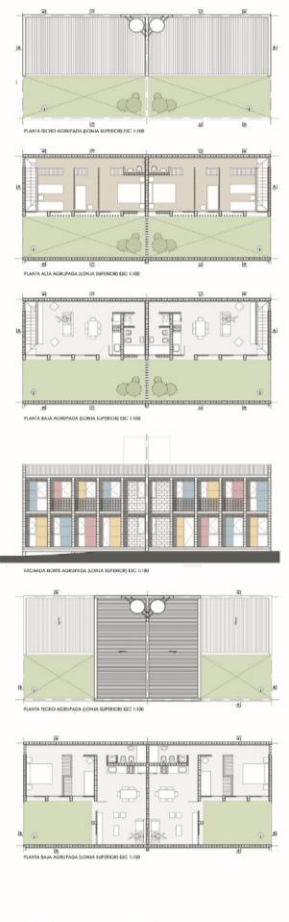 PLANTA TECHO AGRUPADA (LONJA SUPERIOR) ESC 1:100
PLANTA ALTA AGRUPADA (LONJA SUPERIOR) ESC 1:100
PLANTA BAJA AGRUPADA (LONJA SUPERIOR) ESC 1:100
FACHADA NORTE AGRUPADA (LONJA SUPERIOR) ESC 1:100
PLANTA TECHO AGRUPADA (LONJA SUPERIOR) ESC 1:100
PLANTA BAJA AGRUPADA (LONJA SUPERIOR) ESC 1:100